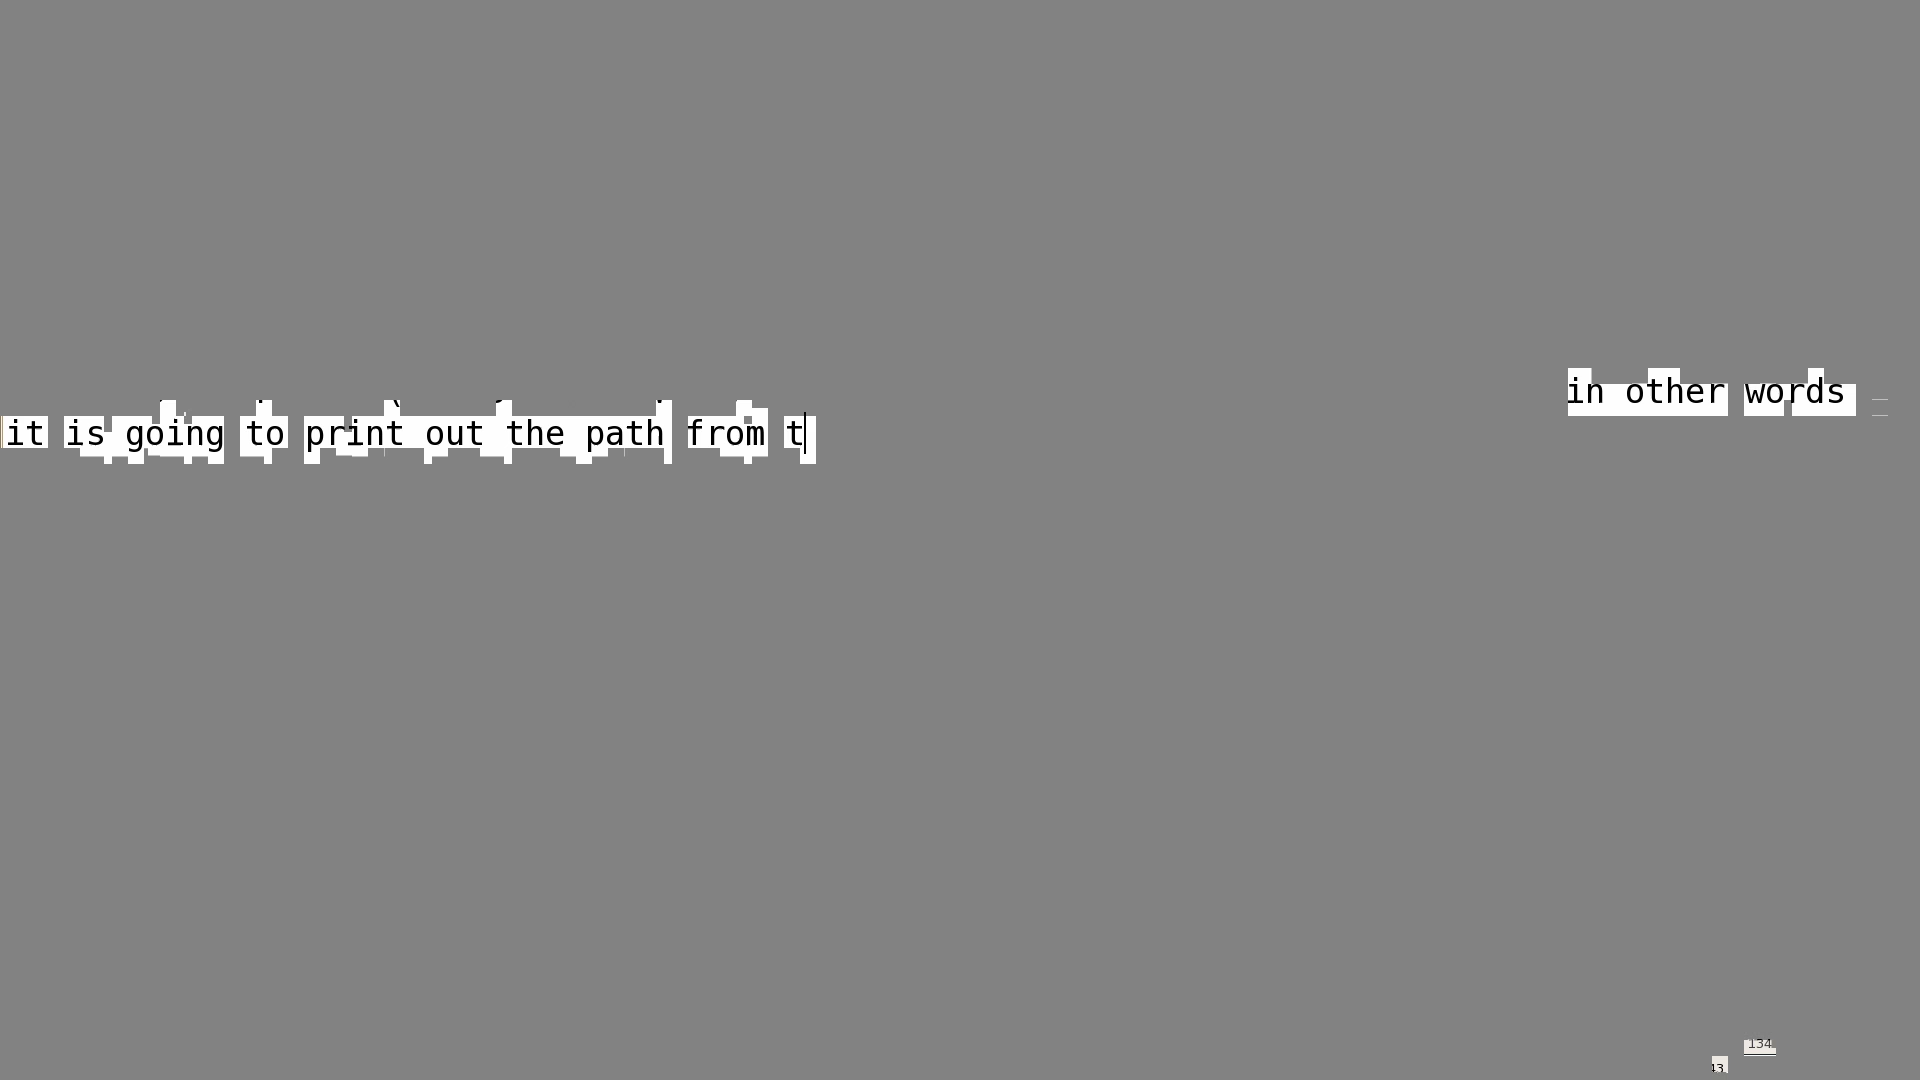 in other words
it is going to print out the path from t
134